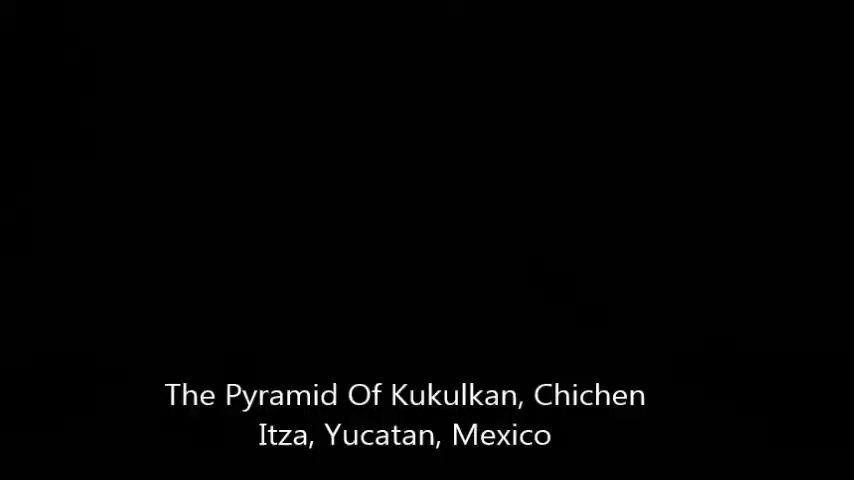 The Pyramid Of Kukulkan, Chichen
Itza, Yucatan, Mexico